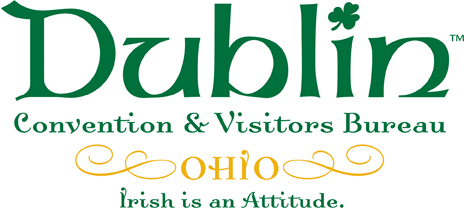 Dublin™
Convention & Visitors Bureau
OHIO
Irish is an Attitude.